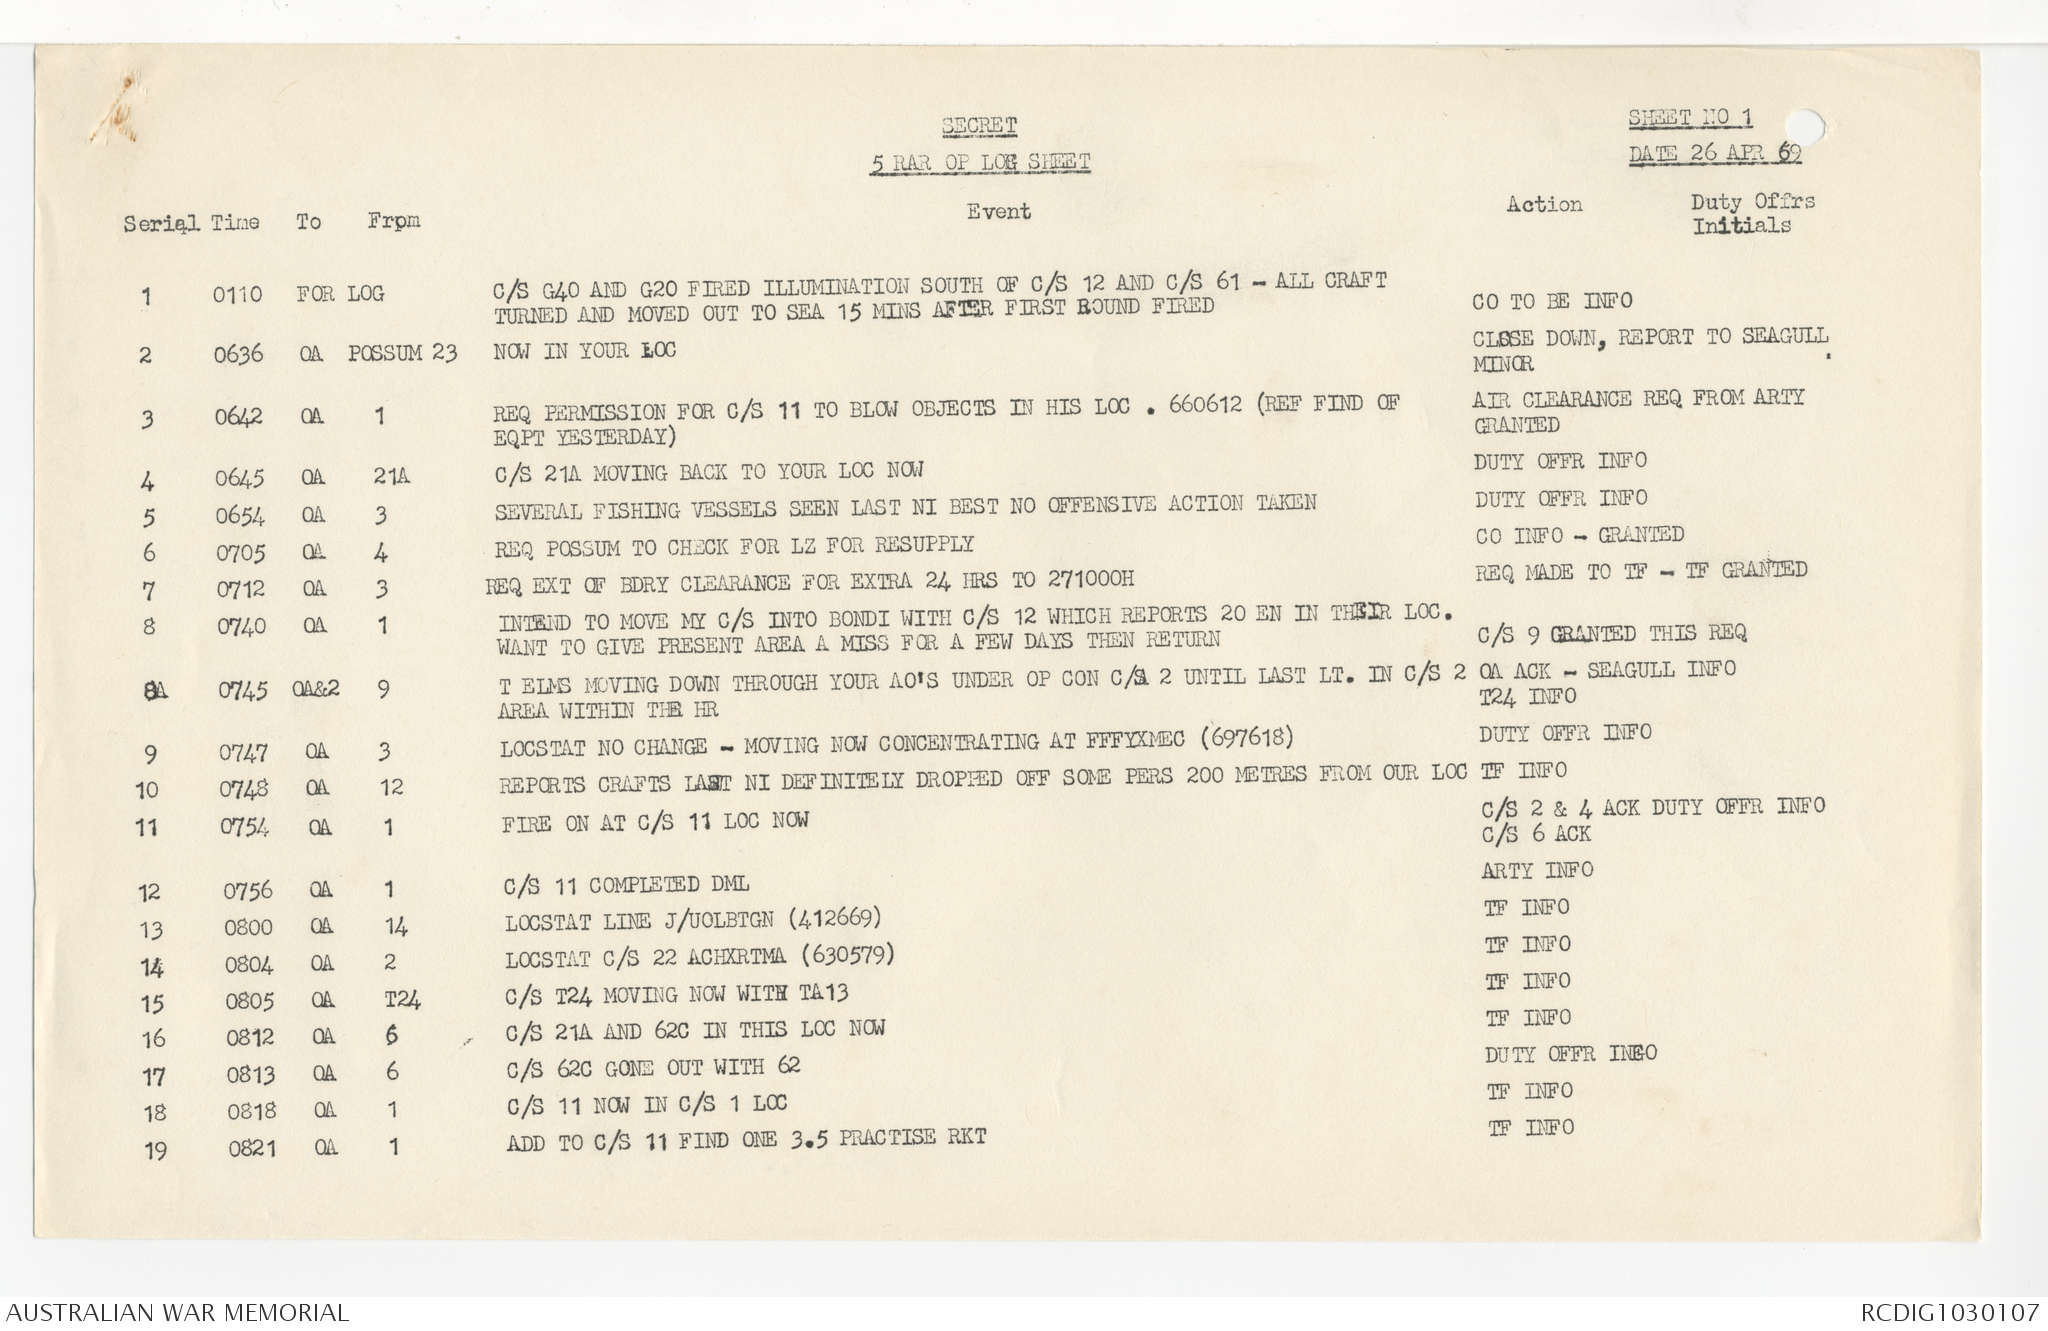 SECRET
5 RAR OP LOG SHEET
SHEET NO 1
DATE 26 APR 69
Serial Time To Frpm Event Action Duty Offrs
Initials
1 0110 FOR LOG C/S G40 AND G20 FIRED ILLUMINATION SOUTH OF C/S 12 AND C/S 61 - ALL CRAFT
TURNED AND MOVED OUT TO SEA 15 MINS AFTER FIRST ROUND FIRED CO TO BE INFO
2 0636 OA POSSUM 23 NOW IN YOUR LOC CLSSE DOWN, REPORT TO SEAGULL
MINOR
3 0642 OA 1 REQ PERMISSION FOR C/S 11 TO BLOW OBJECTS IN HIS LOC . 660612 (REF FIND OF AIR CLEARANCE REQ FROM ARTY
EQPT YESTERDAY) GRANTED
4 0645 OA 21A C/S 21A MOVING BACK TO YOUR LOC NOW DUTY OFFR INFO
5 0654 OA 3 SEVERAL FISHING VESSELS SEEN LAST NI BEST NO OFFENSIVE ACTION TAKEN DUTY OFFR INFO
6 0705 OA 4 REQ POSSUM TO CHECK FOR LZ FOR RESUPPLY CO INFO - GRANTED
7 0712 OA 3 REQ EXT OF BDRY CLEARANCE FOR EXTRA 24 HRS TO 271000H REQ MADE TO TF - TF GRANTED
8 0740 OA 1 INTEND TO MOVE MY C/S INTO BONDI WITH C/S 12 WHICH REPORTS 20 EN IN THEIR LOC.
WANT TO GIVE PRESENT AREA A MISS FOR A FEW DAYS THEN RETURN C/S 9 GRANTED THIS REQ
8A 0745 OA&2 9 T ELMS MOVING DOWN THROUGH YOUR AO'S UNDER OP CON C/S 2 UNTIL LAST LT. IN C/S 2 OA ACK - SEAGULL INFO
AREA WITHIN THE HR T24 INFO
9 0747 OA 3 LOCSTAT NO CHANGE - MOVING NOW CONCENTRATING AT FFFYXMEC (697618) DUTY OFFR INFO
10 0748 OA 12 REPORTS CRAFTS LAST NI DEFINITELY DROPPED OFF SOME PERS 200 METRES FROM OUR LOC TF INFO
11 0754 OA 1 FIRE ON AT C/S 11 LOC NOW C/S 2 & 4 ACK DUTY OFFR INFO
C/S 6 ACK
12 0756 OA 1 C/S 11 COMPLETED DML ARTY INFO
13 0800 OA 14 LOCSTAT LINE J/UOLBTGN (412669) TF INFO
14 0804 OA 2 LOCSTAT C/S 22 ACHXRTMA (630579) TF INFO
15 0805 OA T24 C/S T24 MOVING NOW WITH TA13 TF INFO
16 0812 OA 6 C/S 21A AND 62C IN THIS LOC NOW TF INFO
17 0813 OA 6 C/S 62C GONE OUT WITH 62 DUTY OFFR INFO
18 0818 OA 1 C/S 11 NOW IN C/S 1 LOC TF INFO
19 0821 OA 1 ADD TO C/S 11 FIND ONE 3.5 PRACTISE RKT TF INFO
AUSTRALIAN WAR MEMORIAL RCDIG1030107